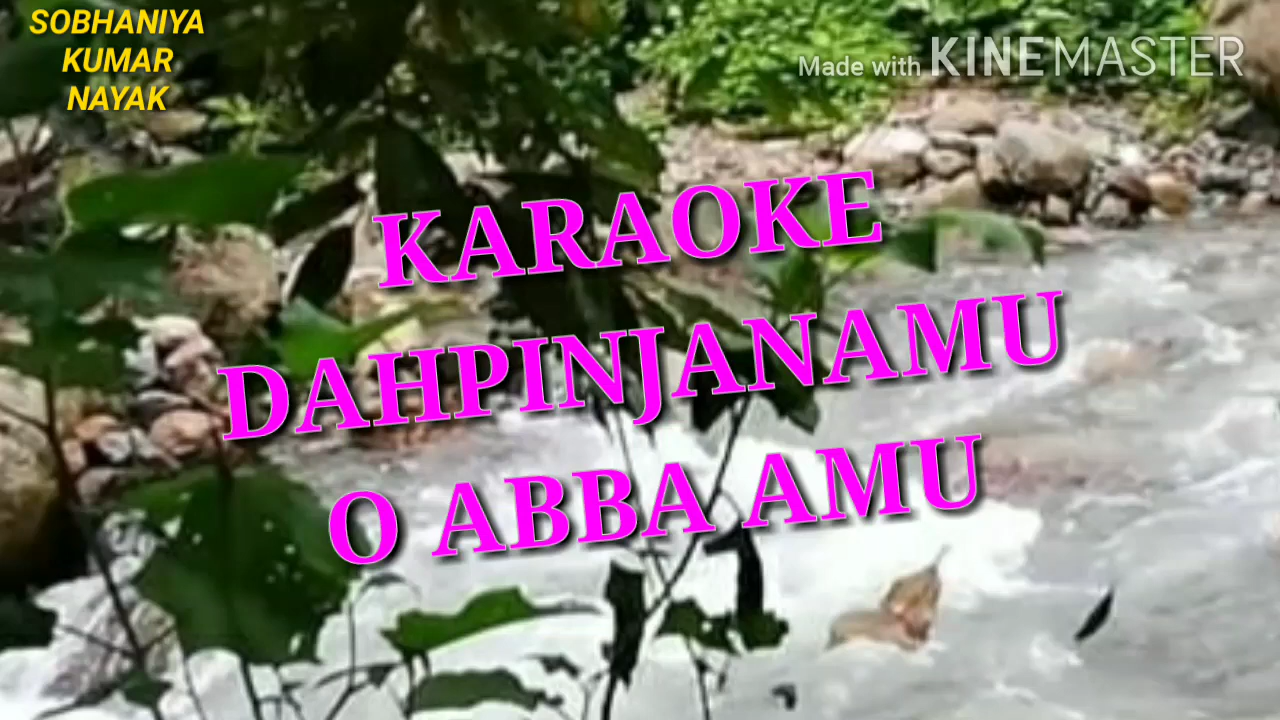 SOBHANIYA
KUMAR
NAYAK
Made with KINEMASTER
KARAOKE
DAHPINJANAMU
O ABBA AMU